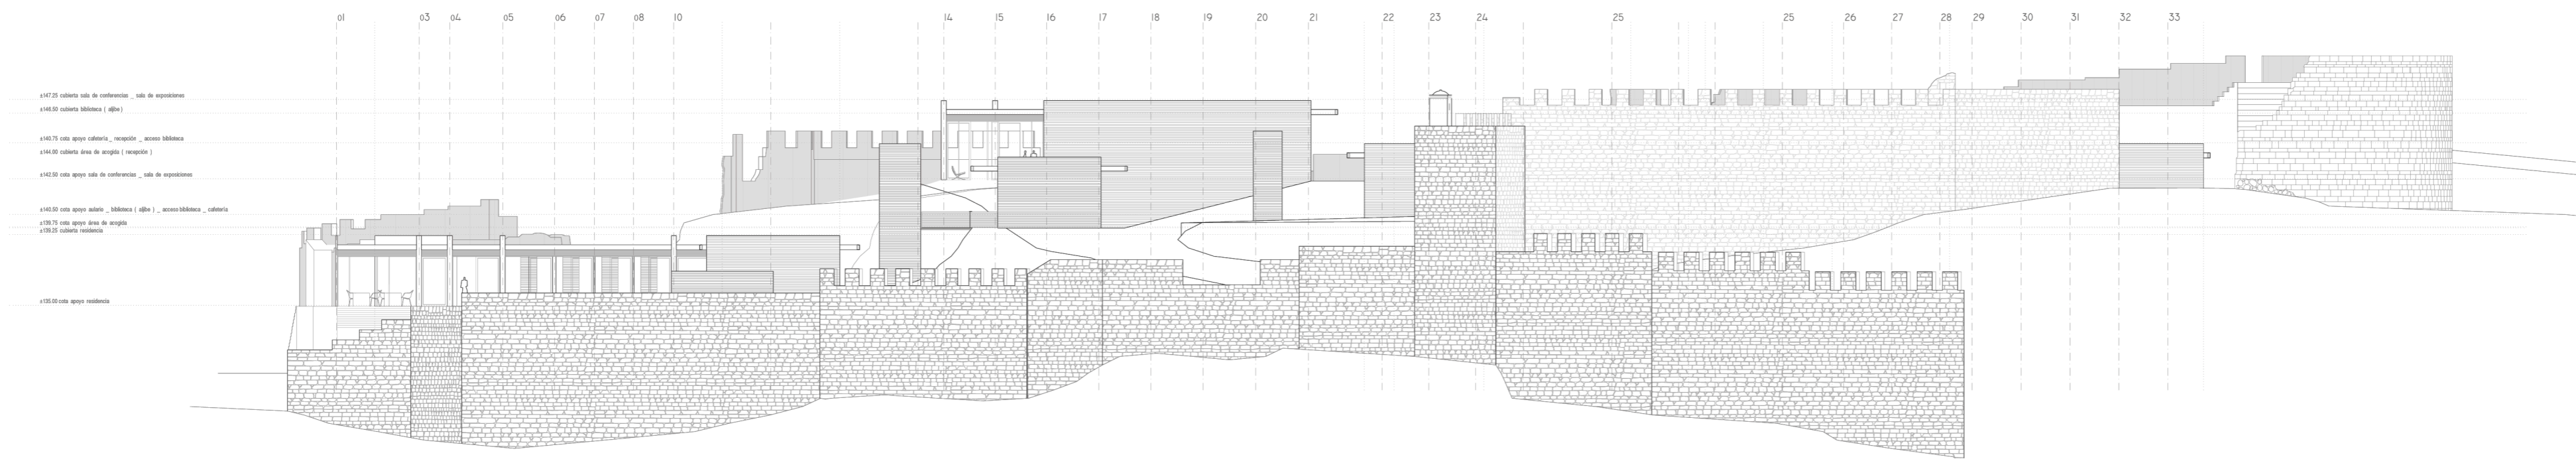 01 03 04 05 06 07 08 10 14 15 16 17 18 19 20 21 22 23 24 25 25 26 27 28 29 30 31 32 33
±147.25 cubierta sala de conferencias _ sala de exposiciones
±146.50 cubierta biblioteca ( aljibe )
±140.75 cota apoyo cafetería _ recepción _ acceso biblioteca
±144.00 cubierta área de acogida ( recepción )
±142.50 cota apoyo sala de conferencias _ sala de exposiciones
±140.50 cota apoyo aulario _ biblioteca ( aljibe ) _ acceso biblioteca _ cafetería
±139.75 cota apoyo área de acogida
±139.25 cubierta residencia
±135.00 cota apoyo residencia